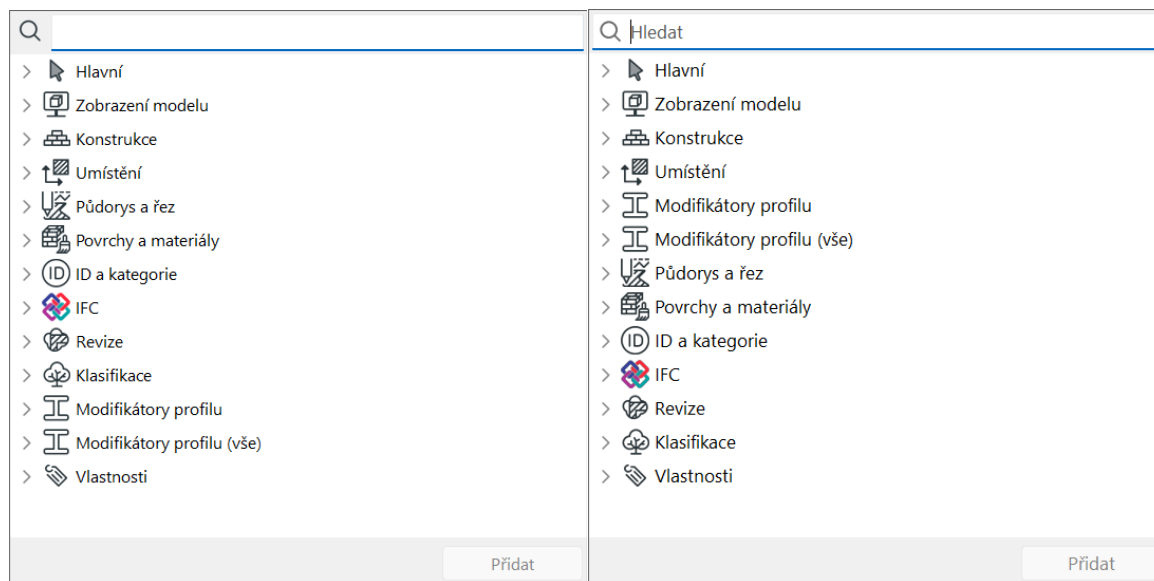 Hlavní
Zobrazení modelu
Konstrukce
Umístění
Půdorys a řez
Povrchy a materiály
ID ID a kategorie
IFC
Revize
Klasifikace
Modifikátory profilu
Modifikátory profilu (vše)
Vlastnosti
Přidat
Hledat
Hlavní
Zobrazení modelu
Konstrukce
Umístění
Modifikátory profilu
Modifikátory profilu (vše)
Půdorys a řez
Povrchy a materiály
ID ID a kategorie
IFC
Revize
Klasifikace
Vlastnosti
Přidat